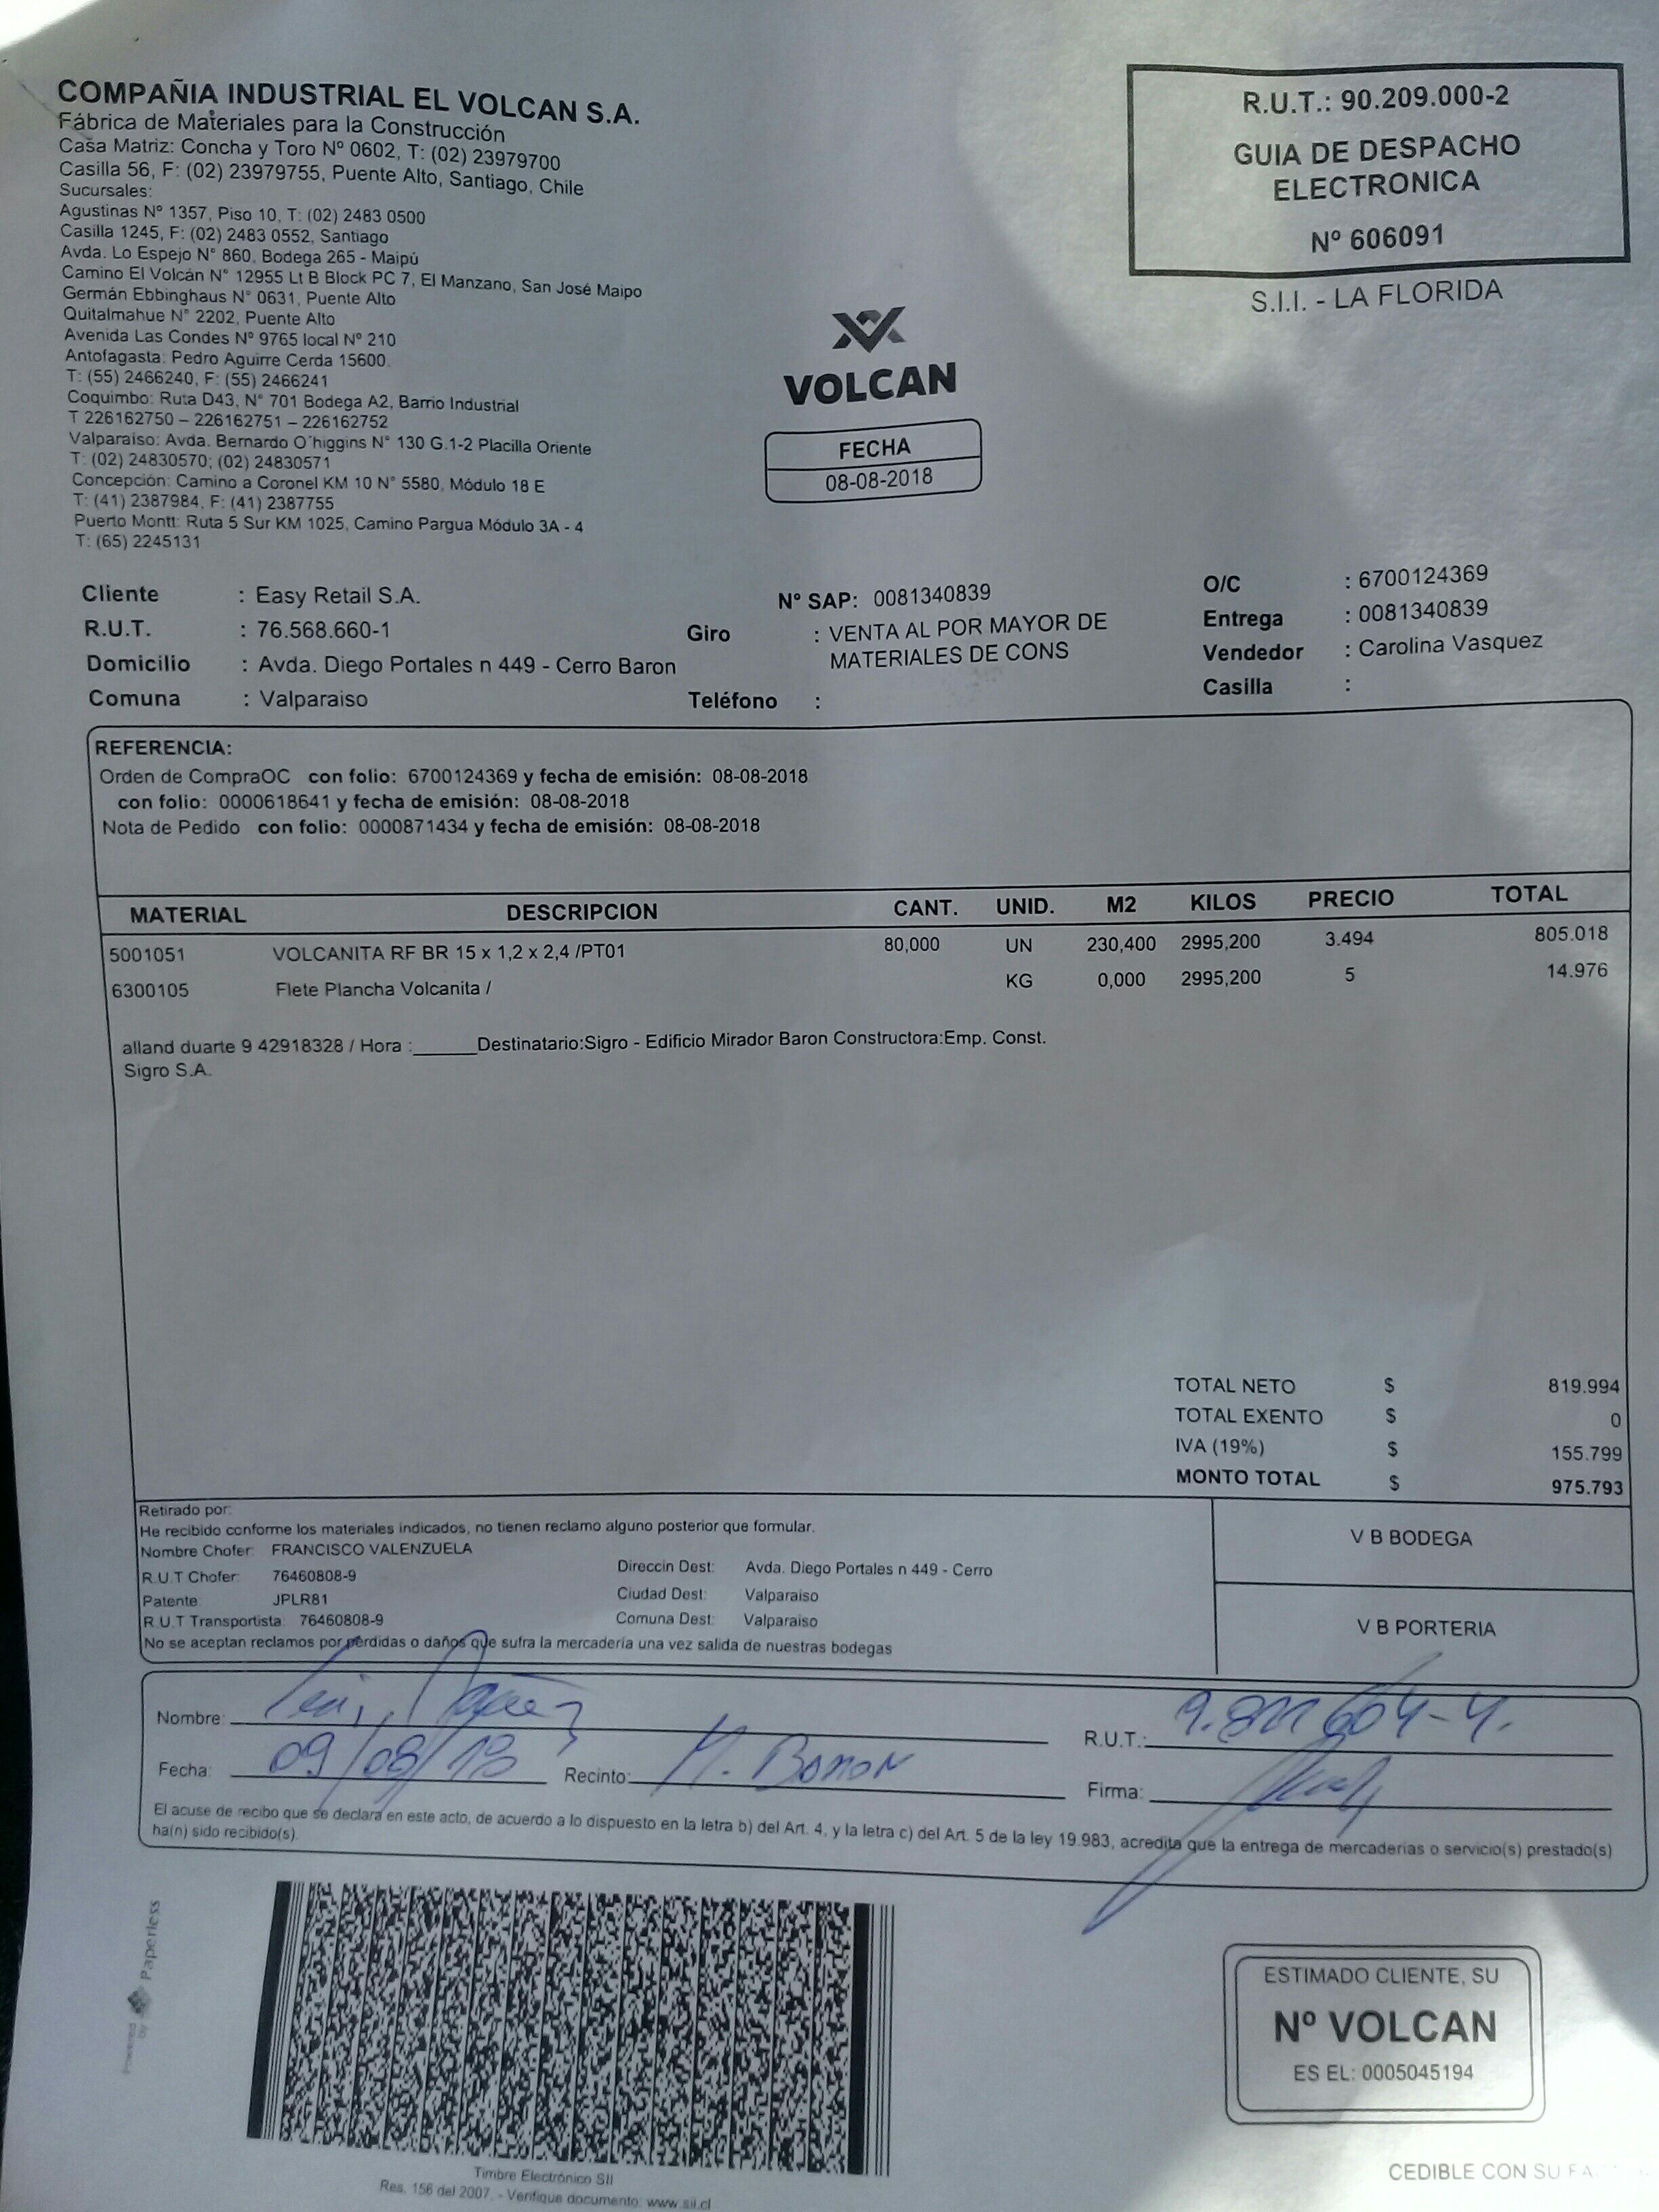 COMPAÑIA INDUSTRIAL EL VOLCAN S.A.
Fábrica de Materiales para la Construcción
Casa Matriz: Concha y Toro Nº 0602, T: (02) 23979700
Casilla 56, F: (02) 23979755, Puente Alto, Santiago, Chile
Sucursales:
Agustinas Nº 1357, Piso 10, T: (02) 2483 0500
Casilla 1245, F: (02) 2483 0552, Santiago
Avda. Lo Espejo N° 860, Bodega 265 - Maipú
Camino El Volcán N° 12955 Lt B Block PC 7, El Manzano, San José Maipo
Germán Ebbinghaus N° 0631, Puente Alto
Quitalmahue N° 2202, Puente Alto
Avenida Las Condes Nº 9765 local Nº 210
Antofagasta: Pedro Aguirre Cerda 15600.
T: (55) 2466240, F: (55) 2466241
Coquimbo: Ruta D43, N° 701 Bodega A2, Barrio Industrial
T 226162750 – 226162751 – 226162752
Valparaiso: Avda. Bernardo O´higgins N° 130 G.1-2 Placilla Oriente
T: (02) 24830570; (02) 24830571
Concepción: Camino a Coronel KM 10 N° 5580, Módulo 18 E
T: (41) 2387984, F: (41) 2387755
Puerto Montt: Ruta 5 Sur KM 1025, Camino Pargua Módulo 3A - 4
T: (65) 2245131
R.U.T.: 90.209.000-2
GUIA DE DESPACHO
ELECTRONICA
Nº 606091
S.I.I. - LA FLORIDA
VOLCAN
FECHA
08-08-2018
Cliente : Easy Retail S.A. N° SAP: 0081340839 O/C : 6700124369
R.U.T. : 76.568.660-1 Giro : VENTA AL POR MAYOR DE Entrega : 0081340839
MATERIALES DE CONS Vendedor : Carolina Vasquez
Domicilio : Avda. Diego Portales n 449 - Cerro Baron Casilla :
Comuna : Valparaiso Teléfono :
REFERENCIA:
Orden de CompraOC con folio: 6700124369 y fecha de emisión: 08-08-2018
con folio: 0000618641 y fecha de emisión: 08-08-2018
Nota de Pedido con folio: 0000871434 y fecha de emisión: 08-08-2018
MATERIAL DESCRIPCION CANT. UNID. M2 KILOS PRECIO TOTAL
5001051 VOLCANITA RF BR 15 x 1,2 x 2,4 /PT01 80,000 UN 230,400 2995,200 3.494 805.018
6300105 Flete Plancha Volcanita / KG 0,000 2995,200 5 14.976
alland duarte 9 42918328 / Hora :______Destinatario:Sigro - Edificio Mirador Baron Constructora:Emp. Const.
Sigro S.A.
TOTAL NETO $ 819.994
TOTAL EXENTO $ 0
IVA (19%) $ 155.799
MONTO TOTAL $ 975.793
Retirado por:
He recibido conforme los materiales indicados, no tienen reclamo alguno posterior que formular.
Nombre Chofer: FRANCISCO VALENZUELA
R.U.T Chofer: 76460808-9 Direccin Dest: Avda. Diego Portales n 449 - Cerro
Patente: JPLR81 Ciudad Dest: Valparaiso
R.U.T Transportista: 76460808-9 Comuna Dest: Valparaiso
No se aceptan reclamos por pérdidas o daños que sufra la mercadería una vez salida de nuestras bodegas
V B BODEGA
V B PORTERIA
Nombre: R.U.T.: 9.811604-4.
Fecha: 09/08/18 Recinto: M. Baron Firma:
El acuse de recibo que se declara en este acto, de acuerdo a lo dispuesto en la letra b) del Art. 4, y la letra c) del Art. 5 de la ley 19.983, acredita que la entrega de mercaderias o servicio(s) prestado(s)
ha(n) sido recibido(s).
Powered by Paperless
Timbre Electrónico SII
Res. 156 del 2007. - Verifique documento: www.sii.cl
ESTIMADO CLIENTE, SU
Nº VOLCAN
ES EL: 0005045194
CEDIBLE CON SU FA